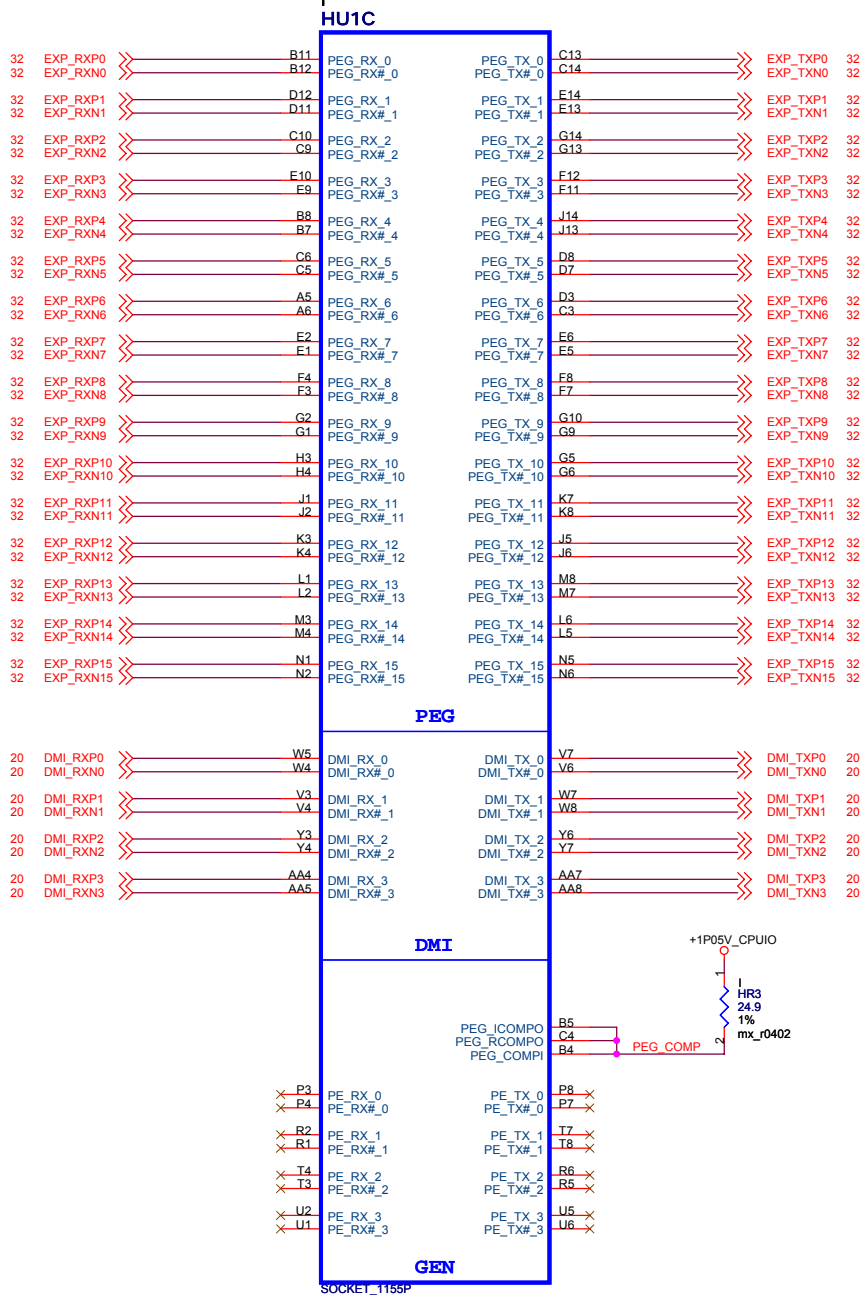 HU1C
32 EXP_RXP0 B11 PEG_RX_0 PEG_TX_0 C13 EXP_TXP0 32
32 EXP_RXN0 B12 PEG_RX#_0 PEG_TX#_0 C14 EXP_TXN0 32
32 EXP_RXP1 D12 PEG_RX_1 PEG_TX_1 E14 EXP_TXP1 32
32 EXP_RXN1 D11 PEG_RX#_1 PEG_TX#_1 E13 EXP_TXN1 32
32 EXP_RXP2 C10 PEG_RX_2 PEG_TX_2 G14 EXP_TXP2 32
32 EXP_RXN2 C9 PEG_RX#_2 PEG_TX#_2 G13 EXP_TXN2 32
32 EXP_RXP3 E10 PEG_RX_3 PEG_TX_3 F12 EXP_TXP3 32
32 EXP_RXN3 E9 PEG_RX#_3 PEG_TX#_3 F11 EXP_TXN3 32
32 EXP_RXP4 B8 PEG_RX_4 PEG_TX_4 J14 EXP_TXP4 32
32 EXP_RXN4 B7 PEG_RX#_4 PEG_TX#_4 J13 EXP_TXN4 32
32 EXP_RXP5 C6 PEG_RX_5 PEG_TX_5 D8 EXP_TXP5 32
32 EXP_RXN5 C5 PEG_RX#_5 PEG_TX#_5 D7 EXP_TXN5 32
32 EXP_RXP6 A5 PEG_RX_6 PEG_TX_6 D3 EXP_TXP6 32
32 EXP_RXN6 A6 PEG_RX#_6 PEG_TX#_6 C3 EXP_TXN6 32
32 EXP_RXP7 E2 PEG_RX_7 PEG_TX_7 E6 EXP_TXP7 32
32 EXP_RXN7 E1 PEG_RX#_7 PEG_TX#_7 E5 EXP_TXN7 32
32 EXP_RXP8 F4 PEG_RX_8 PEG_TX_8 F8 EXP_TXP8 32
32 EXP_RXN8 F3 PEG_RX#_8 PEG_TX#_8 F7 EXP_TXN8 32
32 EXP_RXP9 G2 PEG_RX_9 PEG_TX_9 G10 EXP_TXP9 32
32 EXP_RXN9 G1 PEG_RX#_9 PEG_TX#_9 G9 EXP_TXN9 32
32 EXP_RXP10 H3 PEG_RX_10 PEG_TX_10 G5 EXP_TXP10 32
32 EXP_RXN10 H4 PEG_RX#_10 PEG_TX#_10 G6 EXP_TXN10 32
32 EXP_RXP11 J1 PEG_RX_11 PEG_TX_11 K7 EXP_TXP11 32
32 EXP_RXN11 J2 PEG_RX#_11 PEG_TX#_11 K8 EXP_TXN11 32
32 EXP_RXP12 K3 PEG_RX_12 PEG_TX_12 J5 EXP_TXP12 32
32 EXP_RXN12 K4 PEG_RX#_12 PEG_TX#_12 J6 EXP_TXN12 32
32 EXP_RXP13 L1 PEG_RX_13 PEG_TX_13 M8 EXP_TXP13 32
32 EXP_RXN13 L2 PEG_RX#_13 PEG_TX#_13 M7 EXP_TXN13 32
32 EXP_RXP14 M3 PEG_RX_14 PEG_TX_14 L6 EXP_TXP14 32
32 EXP_RXN14 M4 PEG_RX#_14 PEG_TX#_14 L5 EXP_TXN14 32
32 EXP_RXP15 N1 PEG_RX_15 PEG_TX_15 N5 EXP_TXP15 32
32 EXP_RXN15 N2 PEG_RX#_15 PEG_TX#_15 N6 EXP_TXN15 32
PEG
20 DMI_RXP0 W5 DMI_RX_0 DMI_TX_0 V7 DMI_TXP0 20
20 DMI_RXN0 W4 DMI_RX#_0 DMI_TX#_0 V6 DMI_TXN0 20
20 DMI_RXP1 V3 DMI_RX_1 DMI_TX_1 W7 DMI_TXP1 20
20 DMI_RXN1 V4 DMI_RX#_1 DMI_TX#_1 W8 DMI_TXN1 20
20 DMI_RXP2 Y3 DMI_RX_2 DMI_TX_2 Y6 DMI_TXP2 20
20 DMI_RXN2 Y4 DMI_RX#_2 DMI_TX#_2 Y7 DMI_TXN2 20
20 DMI_RXP3 AA4 DMI_RX_3 DMI_TX_3 AA7 DMI_TXP3 20
20 DMI_RXN3 AA5 DMI_RX#_3 DMI_TX#_3 AA8 DMI_TXN3 20
DMI
+1P05V_CPUIO
1
I
HR3
24.9
1%
mx_r0402
2
PEG_ICOMPO B5
PEG_RCOMPO C4
PEG_COMPI B4 PEG_COMP
P3 PE_RX_0 PE_TX_0 P8
P4 PE_RX#_0 PE_TX#_0 P7
R2 PE_RX_1 PE_TX_1 T7
R1 PE_RX#_1 PE_TX#_1 T8
T4 PE_RX_2 PE_TX_2 R6
T3 PE_RX#_2 PE_TX#_2 R5
U2 PE_RX_3 PE_TX_3 U5
U1 PE_RX#_3 PE_TX#_3 U6
GEN
SOCKET_1155P